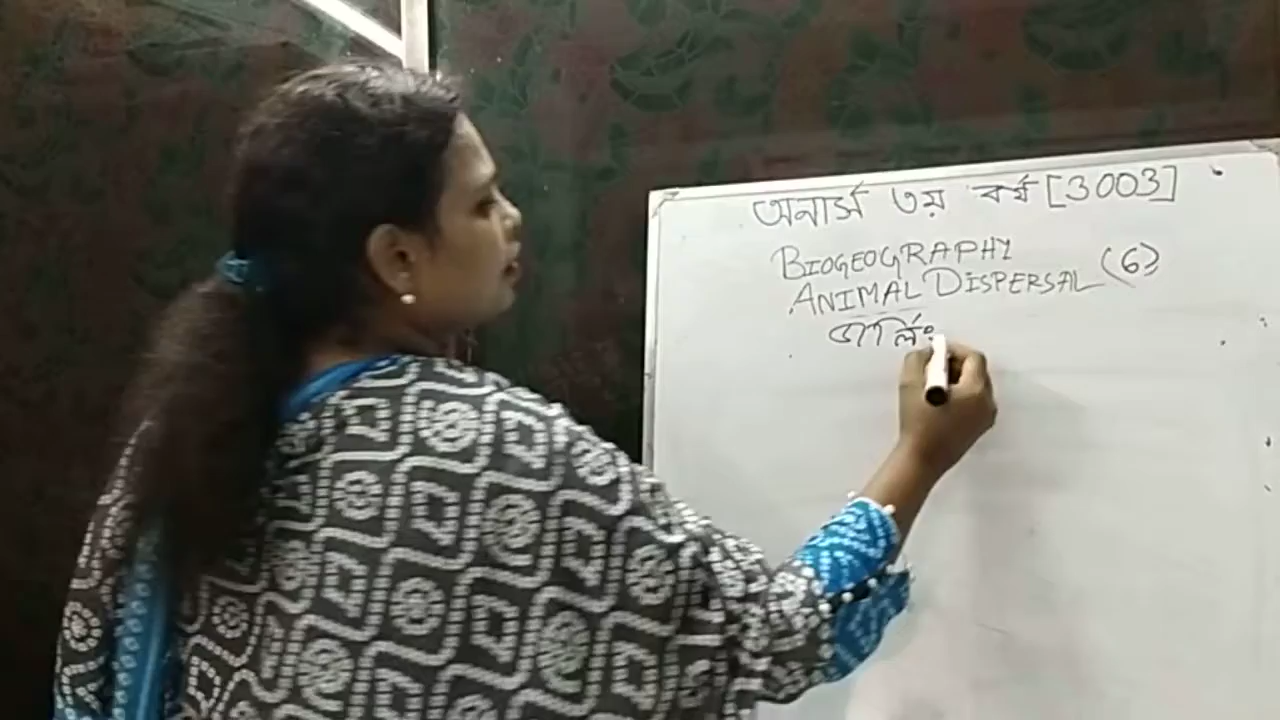 অনার্স ৩য় বর্ষ [3003]
BIOGEOGRAPHY
ANIMAL DISPERSAL (6)
ডার্লিং